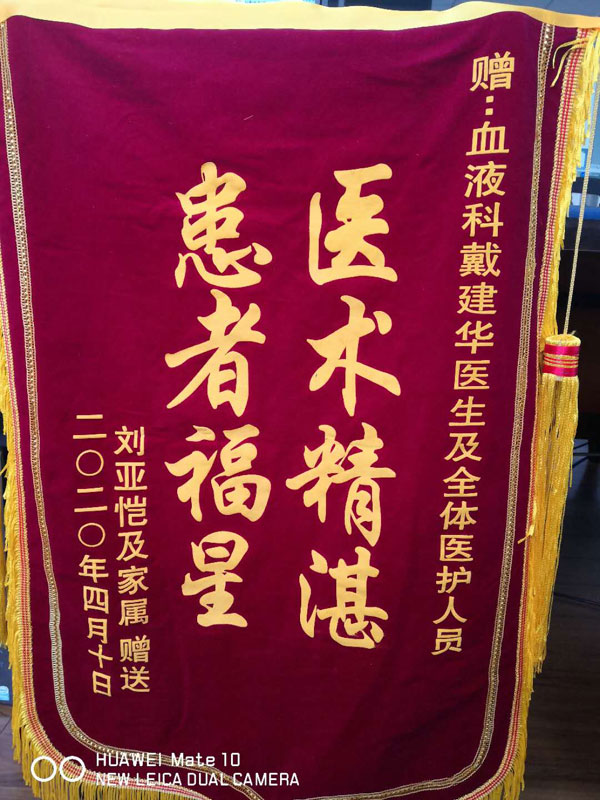 赠:血液科戴建华医生及全体医护人员
医术精湛
患者福星
刘亚恺及家属 赠送
二〇二〇年四月十日
HUAWEI Mate 10
NEW LEICA DUAL CAMERA